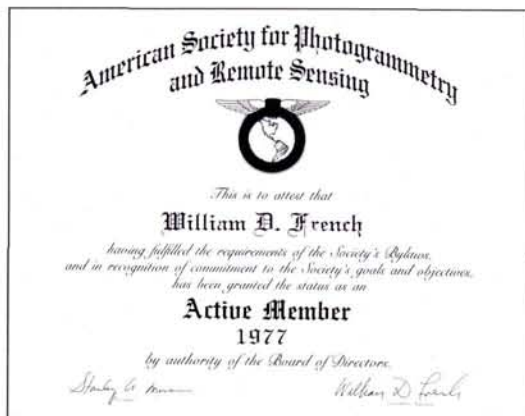 American Society for Photogrammetry
and Remote Sensing
This is to attest that
William D. French
having fulfilled the requirements of the Society's Bylaws,
and in recognition of commitment to the Society's goals and objectives,
has been granted the status as an
Active Member
1977
by authority of the Board of Directors.
Stanley A William D French